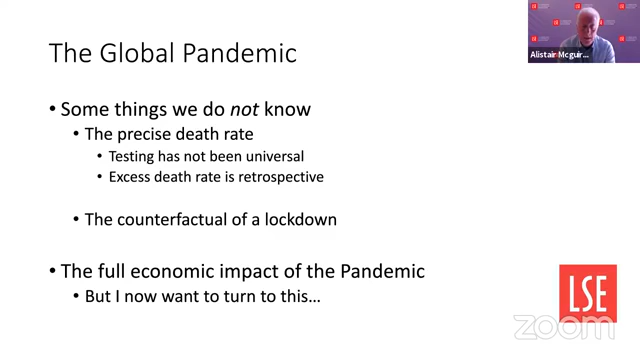 The Global Pandemic
Alistair Mcguir...
• Some things we do not know
• The precise death rate
• Testing has not been universal
• Excess death rate is retrospective
• The counterfactual of a lockdown
• The full economic impact of the Pandemic
• But I now want to turn to this…
LSE
zoom